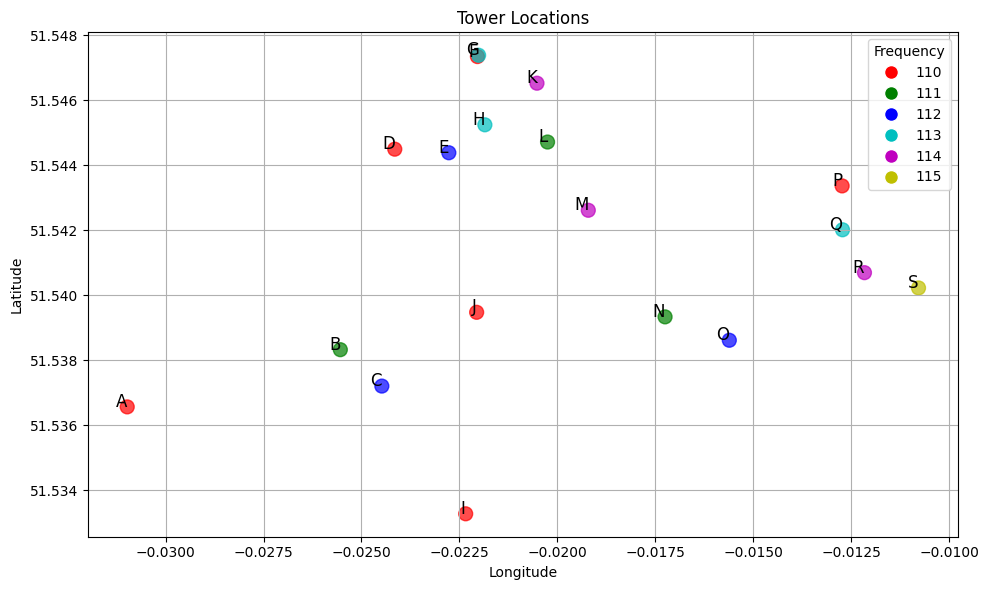 Tower Locations
51.548
51.546
51.544
51.542
51.540
51.538
51.536
51.534
Latitude
G
F
K
H
L
D
E
M
P
Q
R
S
J
N
O
B
C
A
I
Frequency
110
111
112
113
114
115
−0.0300 −0.0275 −0.0250 −0.0225 −0.0200 −0.0175 −0.0150 −0.0125 −0.0100
Longitude